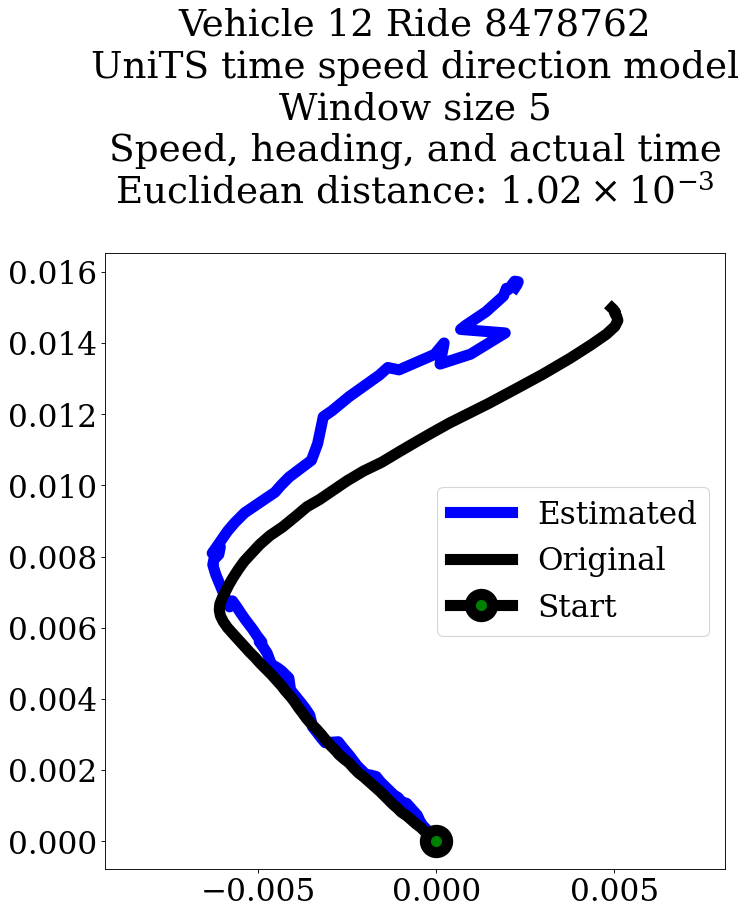 Vehicle 12 Ride 8478762
UniTS time speed direction model
Window size 5
Speed, heading, and actual time
Euclidean distance: 1.02 × 10⁻³
0.016
0.014
0.012
0.010
0.008
0.006
0.004
0.002
0.000
Estimated
Original
Start
−0.005 0.000 0.005